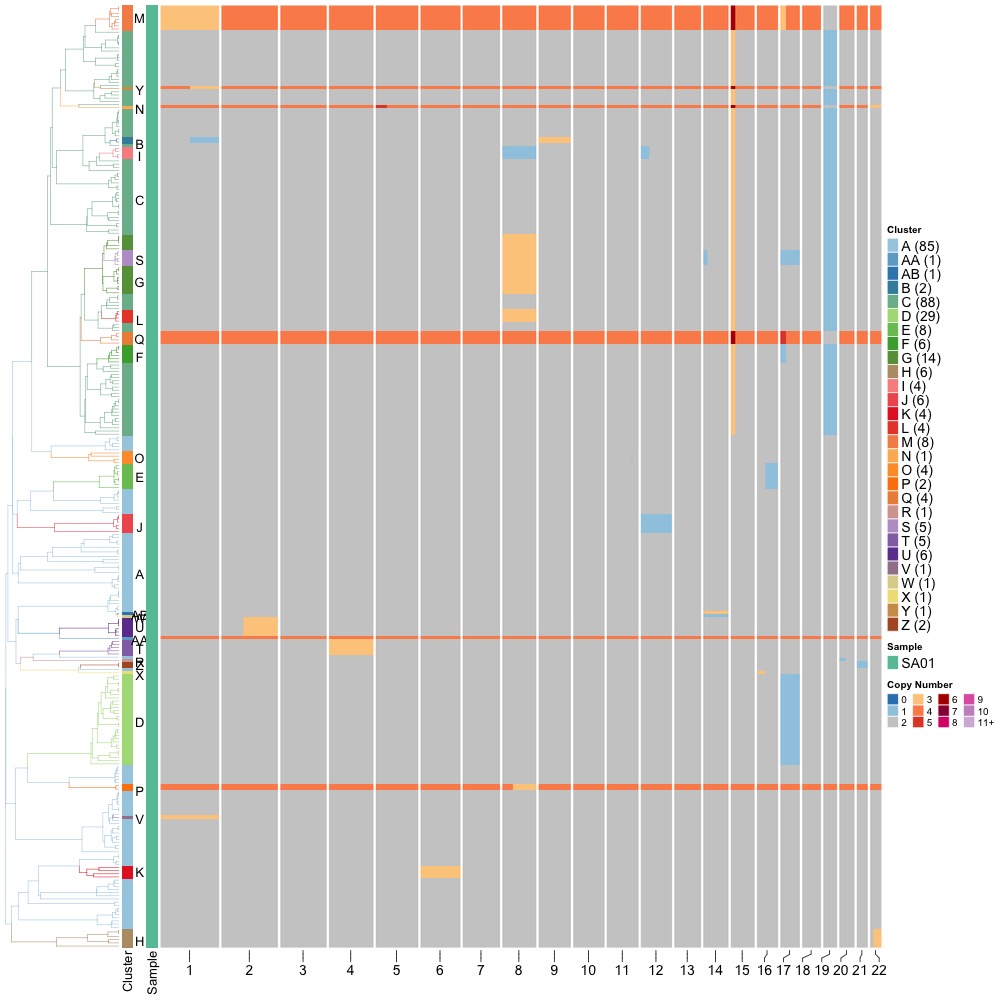 M
Y
N
B
I
C
S
G
L
Q
F
O
E
J
A
U
AA
T
R
X
D
P
V
K
H
Cluster
Sample
1 2 3 4 5 6 7 8 9 10 11 12 13 14 15 16 17 18 19 20 21 22
Cluster
A (85)
AA (1)
AB (1)
B (2)
C (88)
D (29)
E (8)
F (6)
G (14)
H (6)
I (4)
J (6)
K (4)
L (4)
M (8)
N (1)
O (4)
P (2)
Q (4)
R (1)
S (5)
T (5)
U (6)
V (1)
W (1)
X (1)
Y (1)
Z (2)
Sample
SA01
Copy Number
0 3 6 9
1 4 7 10
2 5 8 11+